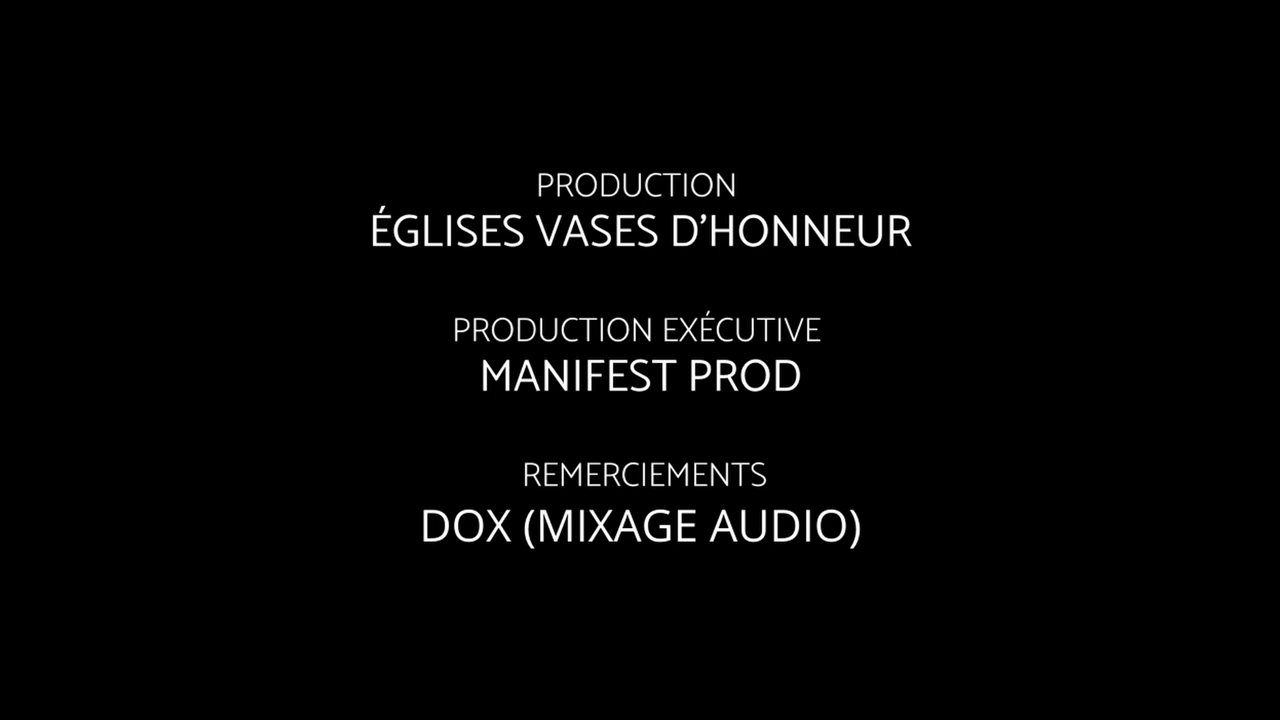 PRODUCTION
ÉGLISES VASES D’HONNEUR
PRODUCTION EXÉCUTIVE
MANIFEST PROD
REMERCIEMENTS
DOX (MIXAGE AUDIO)